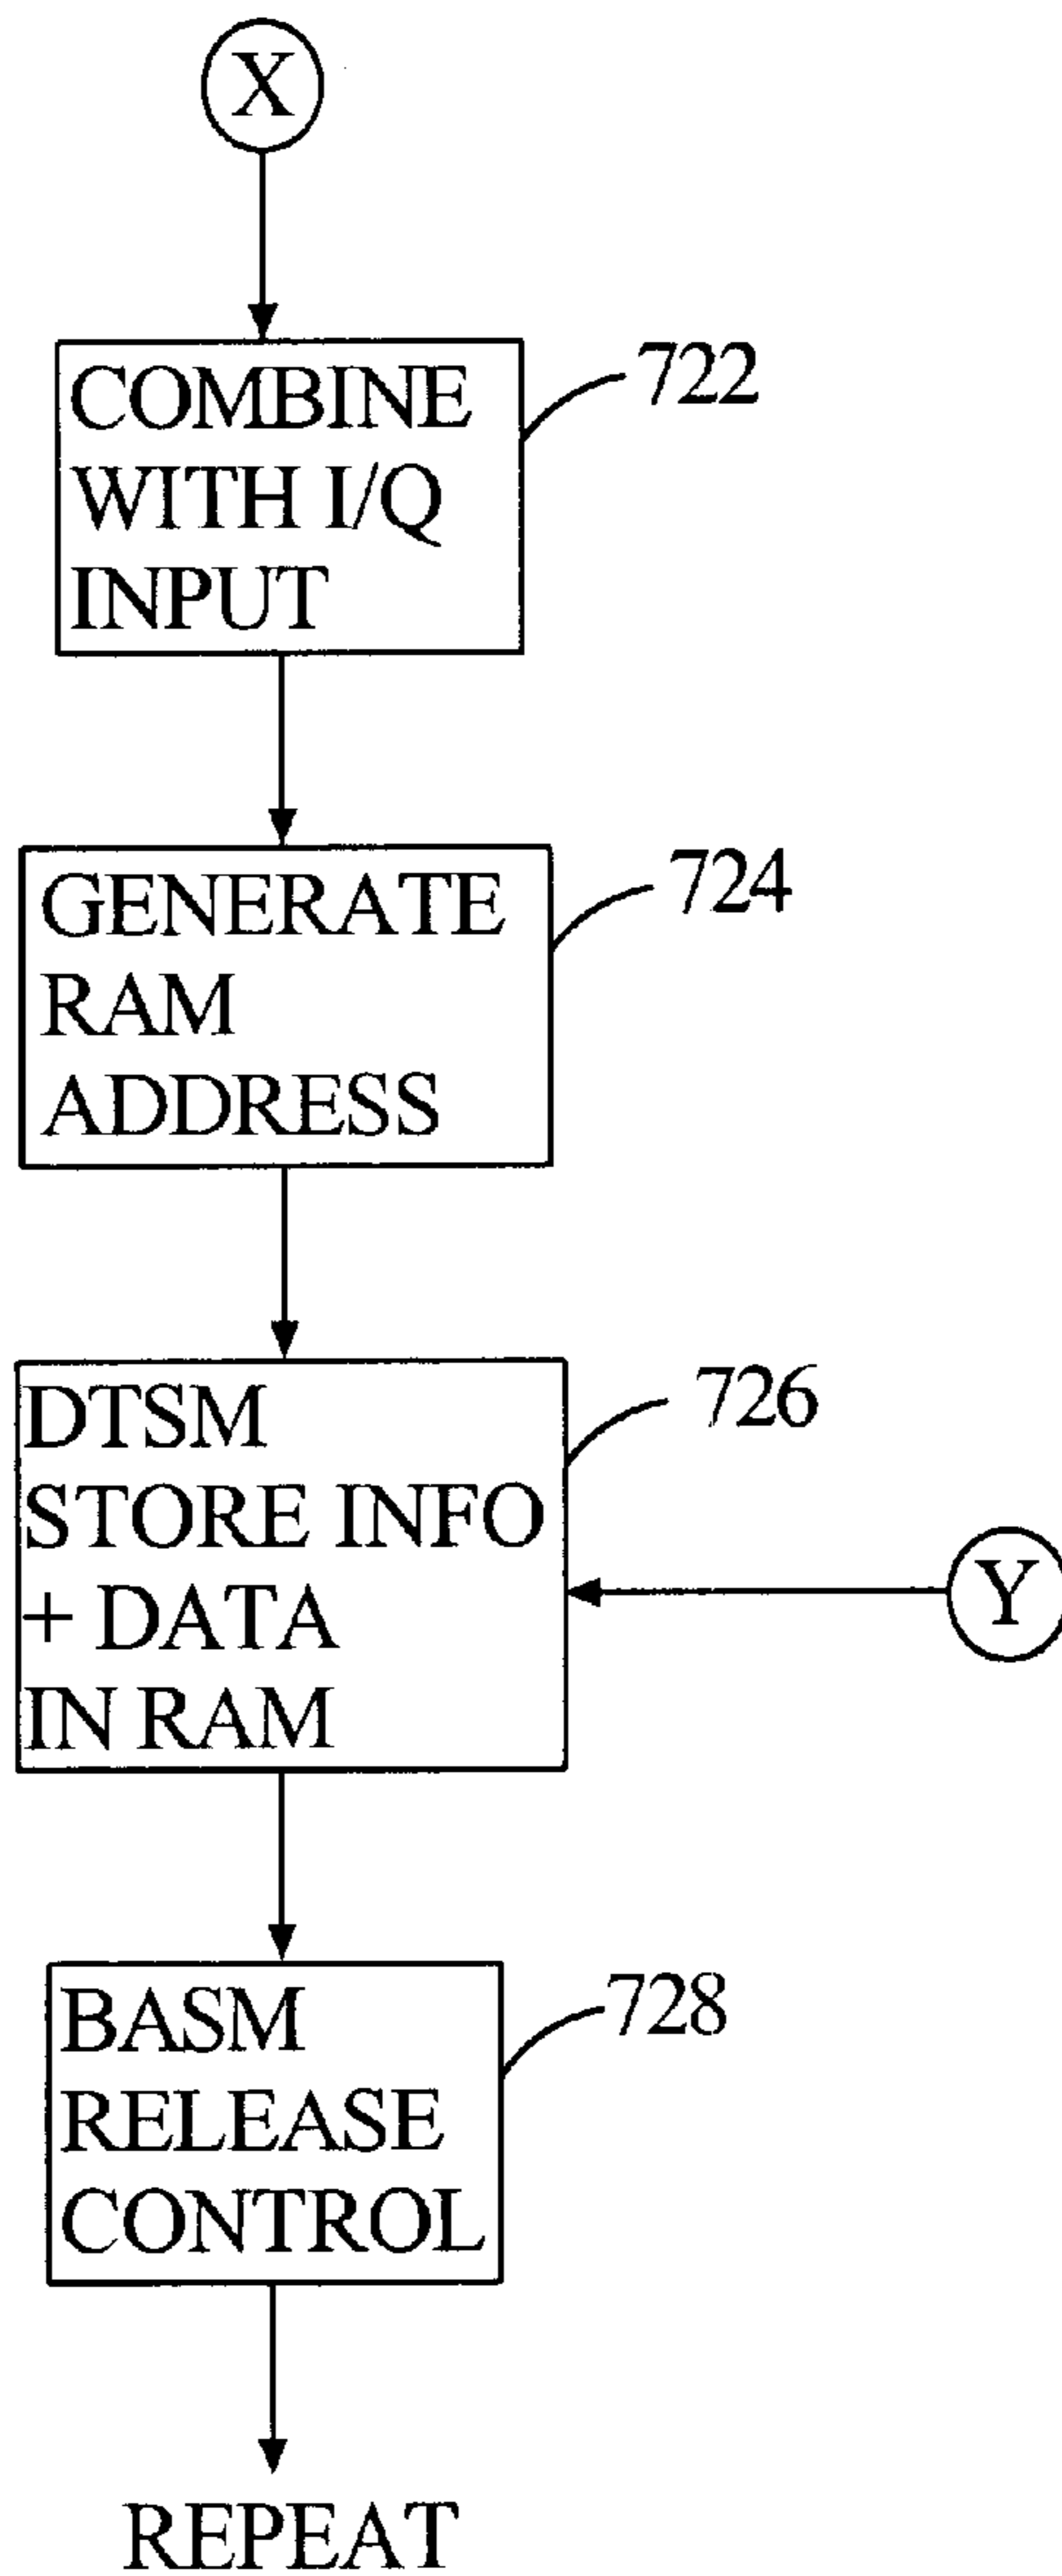 X
COMBINE
WITH I/Q
INPUT
722
GENERATE
RAM
ADDRESS
724
DTSM
STORE INFO
+ DATA
IN RAM
726
Y
BASM
RELEASE
CONTROL
728
REPEAT